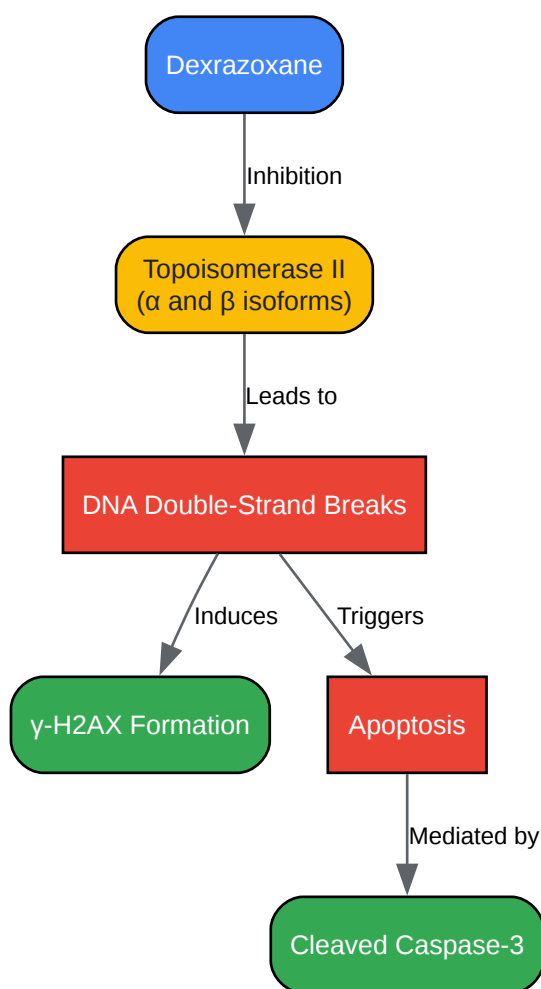 Dexrazoxane
Inhibition
Topoisomerase II
(α and β isoforms)
Leads to
DNA Double-Strand Breaks
Induces
Triggers
γ-H2AX Formation
Apoptosis
Mediated by
Cleaved Caspase-3